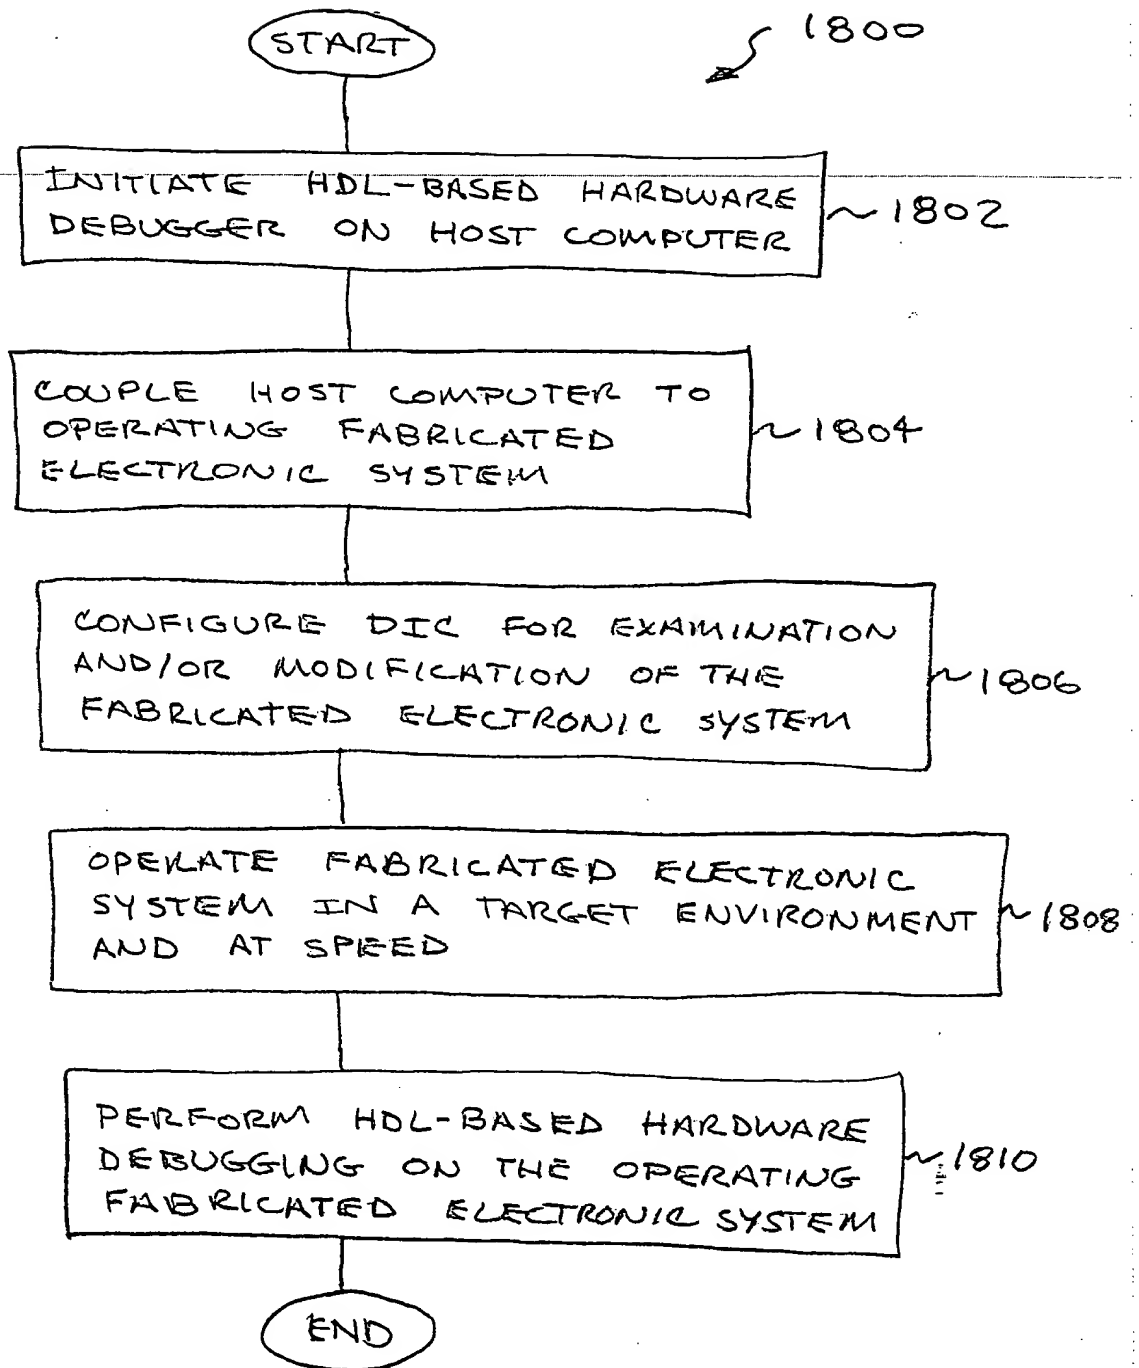 START
1800
INITIATE HDL-BASED HARDWARE
DEBUGGER ON HOST COMPUTER
1802
COUPLE HOST COMPUTER TO
OPERATING FABRICATED
ELECTRONIC SYSTEM
1804
CONFIGURE DIC FOR EXAMINATION
AND/OR MODIFICATION OF THE
FABRICATED ELECTRONIC SYSTEM
1806
OPERATE FABRICATED ELECTRONIC
SYSTEM IN A TARGET ENVIRONMENT
AND AT SPEED
1808
PERFORM HDL-BASED HARDWARE
DEBUGGING ON THE OPERATING
FABRICATED ELECTRONIC SYSTEM
1810
END